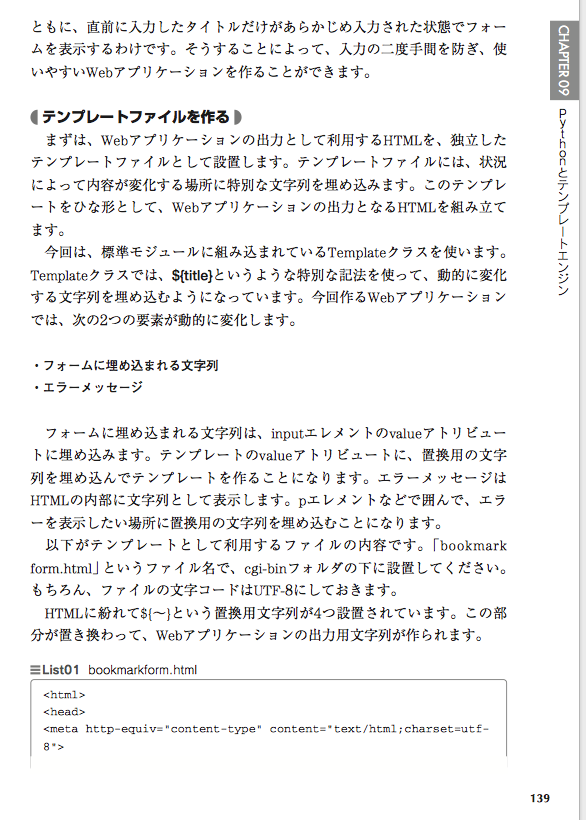 ともに、直前に入力したタイトルだけがあらかじめ入力された状態でフォー
ムを表示するわけです。そうすることによって、入力の二度手間を防ぎ、使
いやすいWebアプリケーションを作ることができます。
テンプレートファイルを作る
まずは、Webアプリケーションの出力として利用するHTMLを、独立した
テンプレートファイルとして設置します。テンプレートファイルには、状況
によって内容が変化する場所に特別な文字列を埋め込みます。このテンプレ
ートをひな形として、Webアプリケーションの出力となるHTMLを組み立て
ます。
今回は、標準モジュールに組み込まれているTemplateクラスを使います。
Templateクラスでは、${title}というような特別な記法を使って、動的に変化
する文字列を埋め込むようになっています。今回作るWebアプリケーション
では、次の2つの要素が動的に変化します。
・フォームに埋め込まれる文字列
・エラーメッセージ
フォームに埋め込まれる文字列は、inputエレメントのvalueアトリビュー
トに埋め込みます。テンプレートのvalueアトリビュートに、置換用の文字
列を埋め込んでテンプレートを作ることになります。エラーメッセージは
HTMLの内部に文字列として表示します。pエレメントなどで囲んで、エラ
ーを表示したい場所に置換用の文字列を埋め込むことになります。
以下がテンプレートとして利用するファイルの内容です。「bookmark
form.html」というファイル名で、cgi-binフォルダの下に設置してください。
もちろん、ファイルの文字コードはUTF-8にしておきます。
HTMLに紛れて${〜}という置換用文字列が4つ設置されています。この部
分が置き換わって、Webアプリケーションの出力用文字列が作られます。
List01 bookmarkform.html
<html>
<head>
<meta http-equiv="content-type" content="text/html;charset=utf-
8">
139
CHAPTER 09
Pythonとテンプレートエンジン